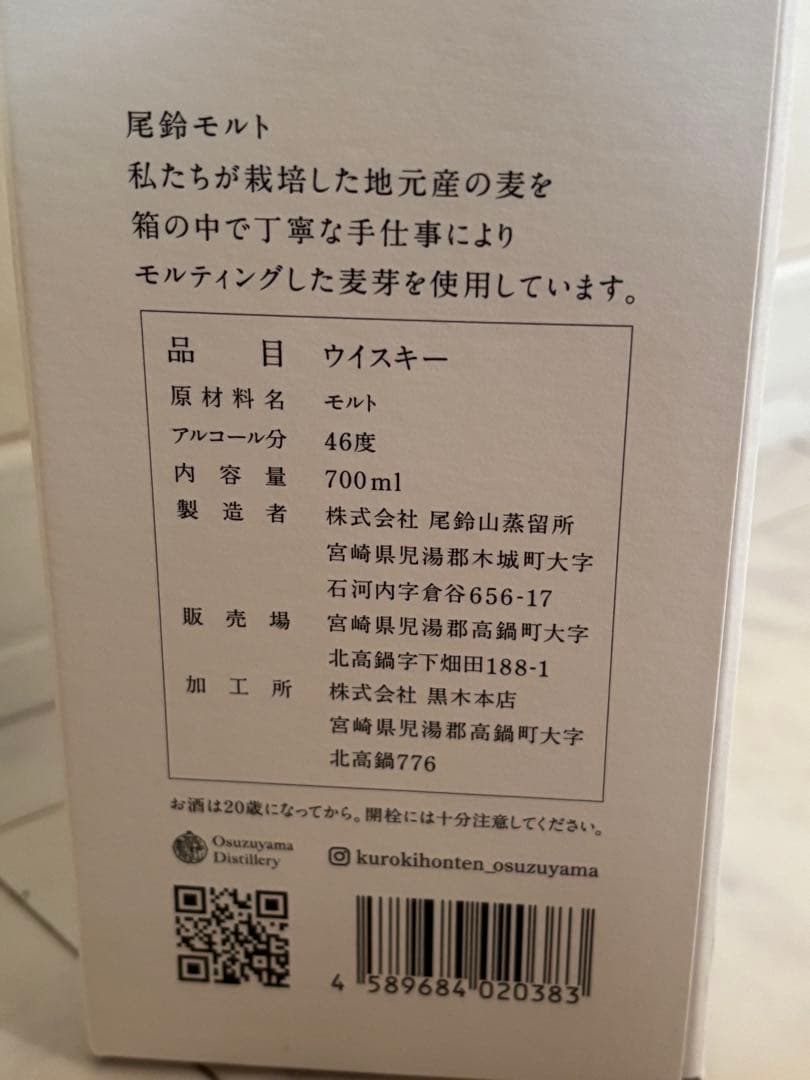 尾鈴モルト
私たちが栽培した地元産の麦を
箱の中で丁寧な手仕事により
モルティングした麦芽を使用しています。
品目 ウイスキー
原材料名 モルト
アルコール分 46度
内容量 700ml
製造者 株式会社 尾鈴山蒸留所
宮崎県児湯郡木城町大字
石河内字倉谷656-17
販売場 宮崎県児湯郡高鍋町大字
北高鍋字下畑田188-1
加工所 株式会社 黒木本店
宮崎県児湯郡高鍋町大字
北高鍋776
お酒は20歳になってから。開栓には十分注意してください。
Osuzuyama
Distillery
kurokihonten_osuzuyama
4 589684 020383